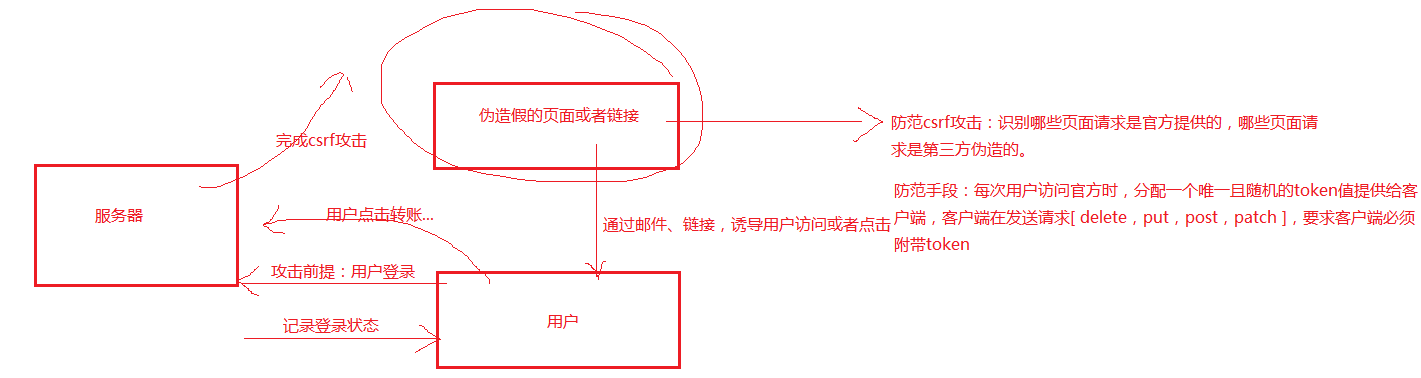 伪造假的页面或者链接
防范csrf攻击：识别哪些页面请求是官方提供的，哪些页面请
求是第三方伪造的。
完成csrf攻击
防范手段：每次用户访问官方时，分配一个唯一且随机的token值提供给客
户端，客户端在发送请求[ delete，put，post，patch ]，要求客户端必须
附带token
服务器
用户点击转账...
通过邮件、链接，诱导用户访问或者点击
攻击前提：用户登录
记录登录状态
用户